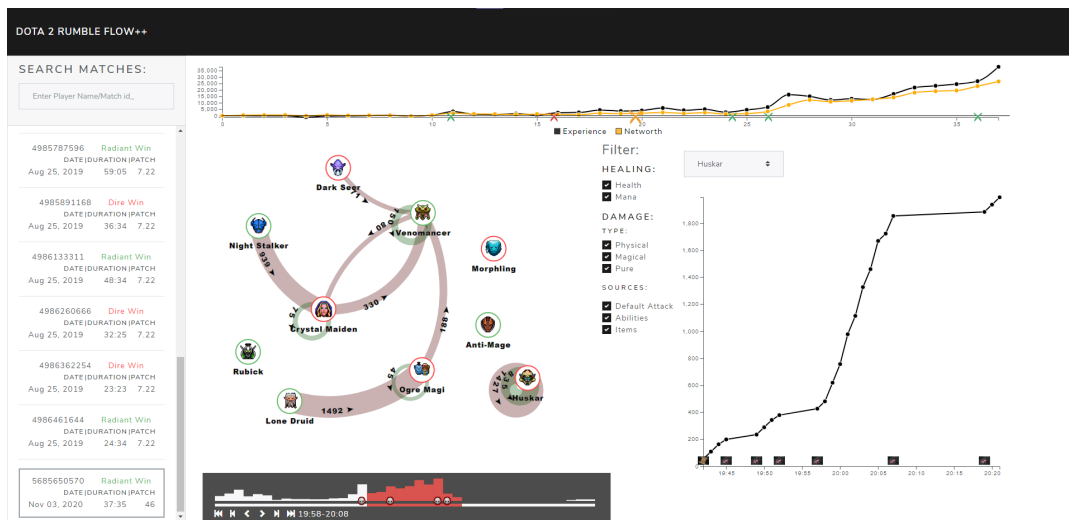 DOTA 2 RUMBLE FLOW++
SEARCH MATCHES:
Enter Player Name/Match id,,
4985787596 Radiant Win
DATE|DURATION|PATCH
Aug 25, 2019 59:05 7.22
4985891168 Dire Win
DATE|DURATION|PATCH
Aug 25, 2019 36:34 7.22
4986133311 Radiant Win
DATE|DURATION|PATCH
Aug 25, 2019 48:34 7.22
4986260666 Dire Win
DATE|DURATION|PATCH
Aug 25, 2019 32:25 7.22
4986362254 Dire Win
DATE|DURATION|PATCH
Aug 25, 2019 23:23 7.22
4986461644 Radiant Win
DATE|DURATION|PATCH
Aug 25, 2019 24:34 7.22
5685650570 Radiant Win
DATE|DURATION|PATCH
Nov 03, 2020 37:35 46
35,000
30,000
25,000
20,000
15,000
10,000
5,000
0
0 5 10 15 20 25 30 35
Experience Networth
Dark Seer
71
150
80
Venomancer
Night Stalker
939
Morphling
330
75
Crystal Maiden
188
Anti-Mage
Rubick
45
Ogre Magi
1427
Huskar
1492
Lone Druid
Filter:
Huskar
HEALING:
Health
Mana
DAMAGE:
TYPE:
Physical
Magical
Pure
SOURCES:
Default Attack
Abilities
Items
1,800
1,600
1,400
1,200
1,000
800
600
400
200
0
19:45 19:50 19:55 20:00 20:05 20:10 20:15 20:20
19:58-20:08